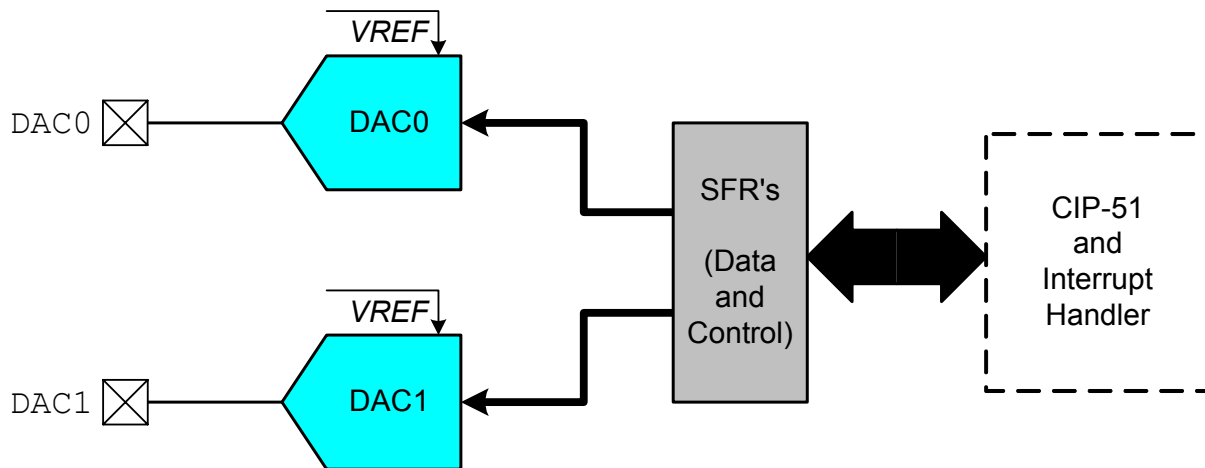 VREF
DAC0
DAC0
SFR's
(Data
and
Control)
CIP-51
and
Interrupt
Handler
VREF
DAC1
DAC1